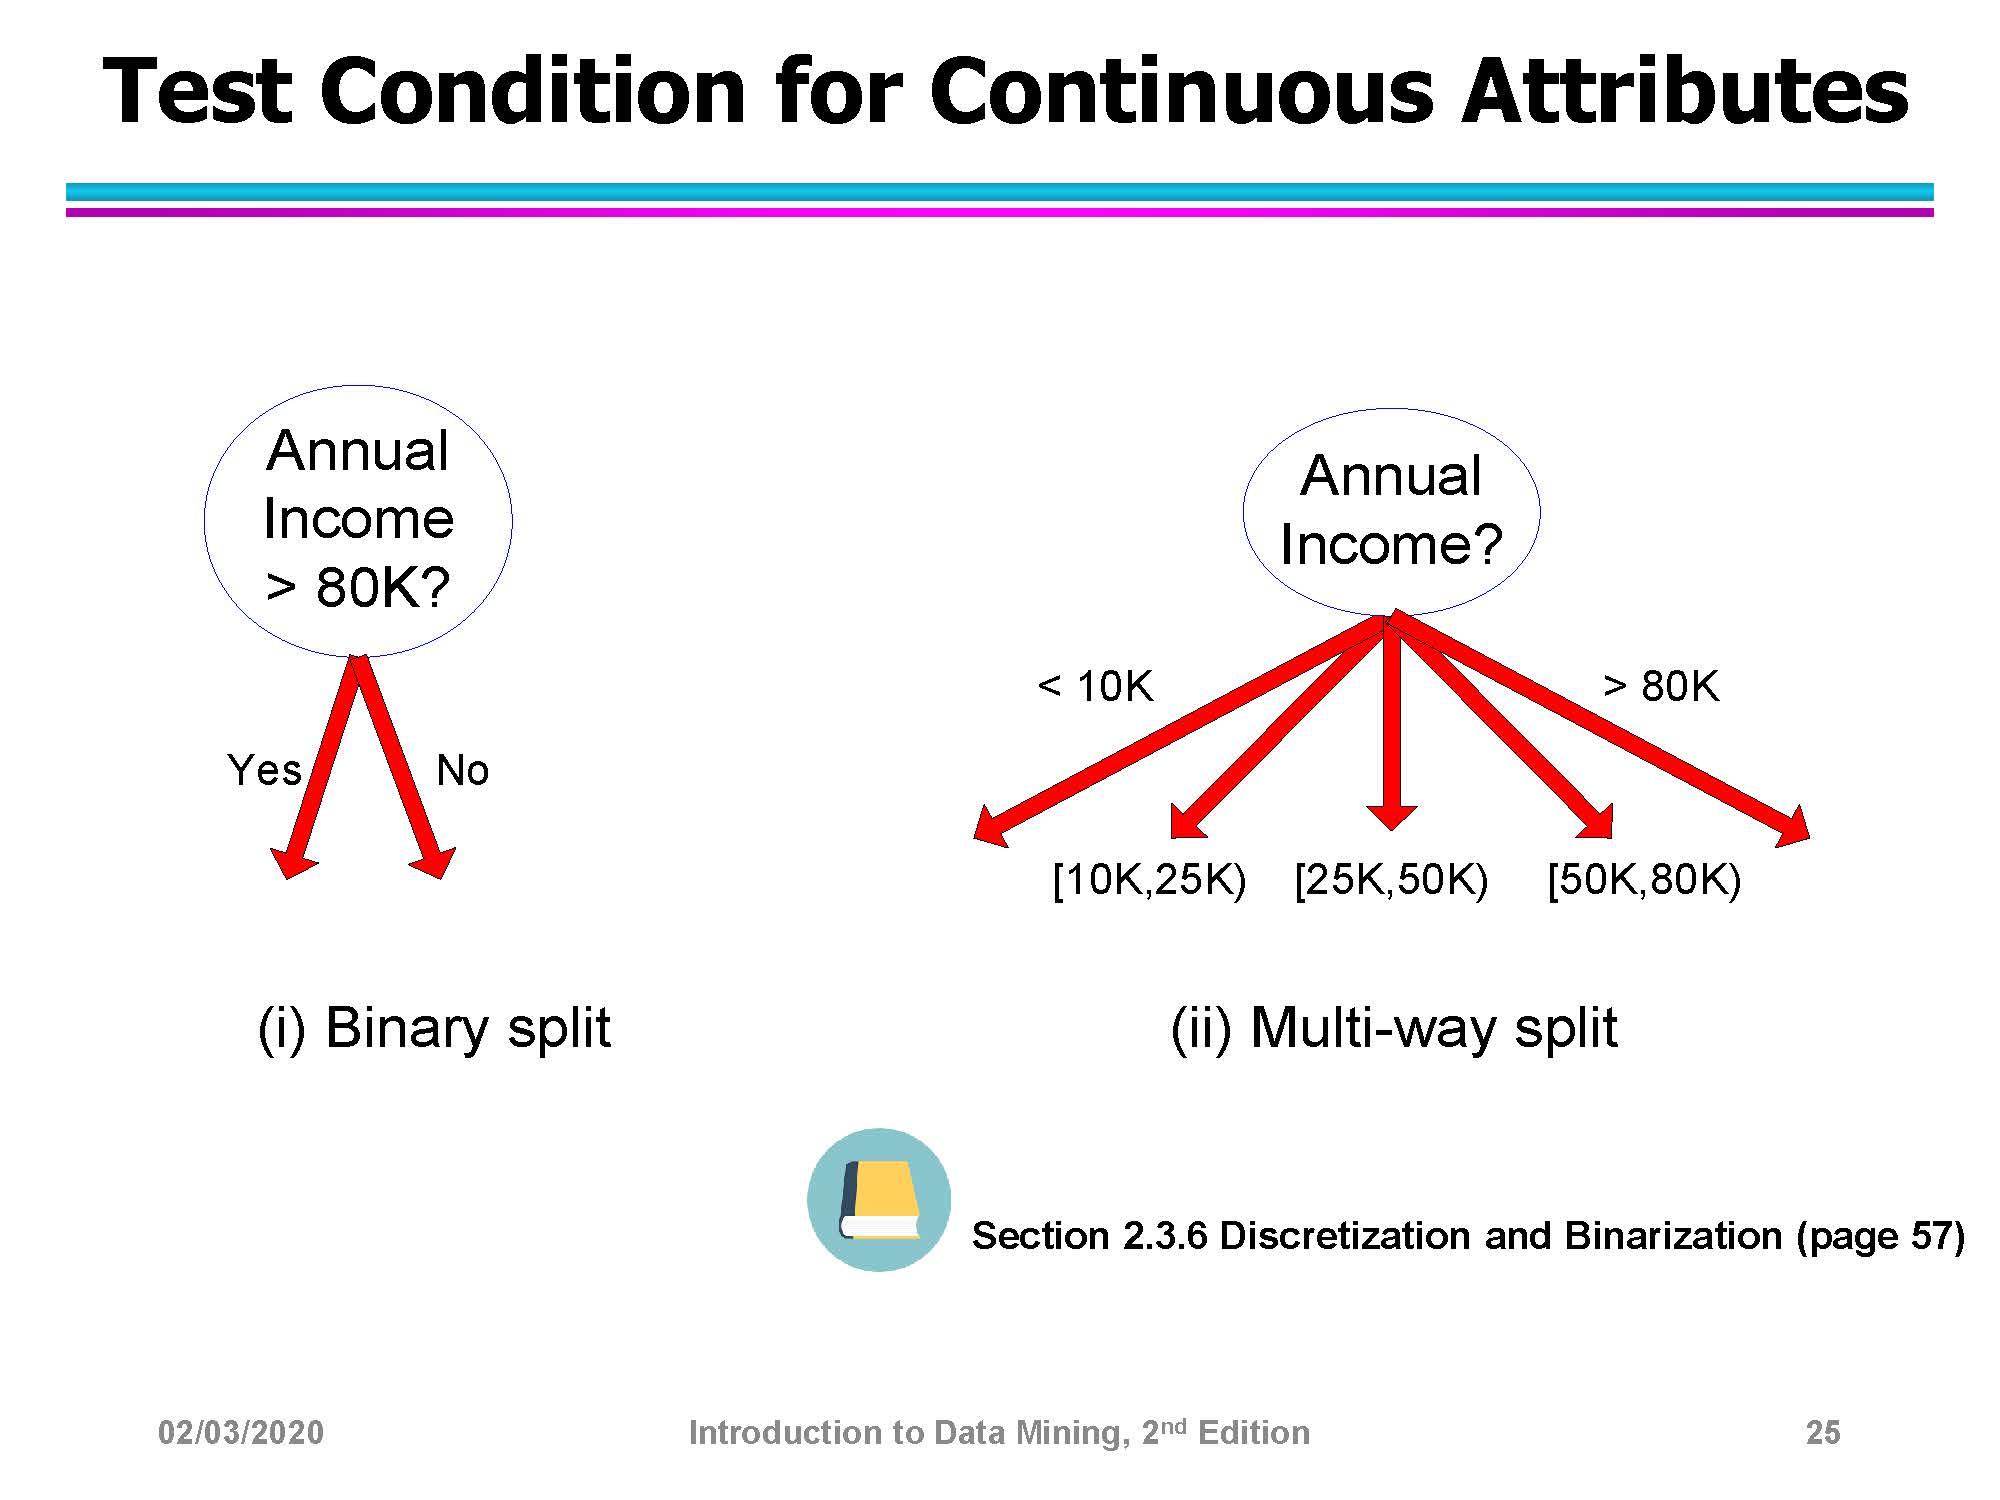 Test Condition for Continuous Attributes
Annual
Income
> 80K?
Yes
No
(i) Binary split
Annual
Income?
< 10K
> 80K
[10K,25K)
[25K,50K)
[50K,80K)
(ii) Multi-way split
Section 2.3.6 Discretization and Binarization (page 57)
02/03/2020
Introduction to Data Mining, 2nd Edition
25